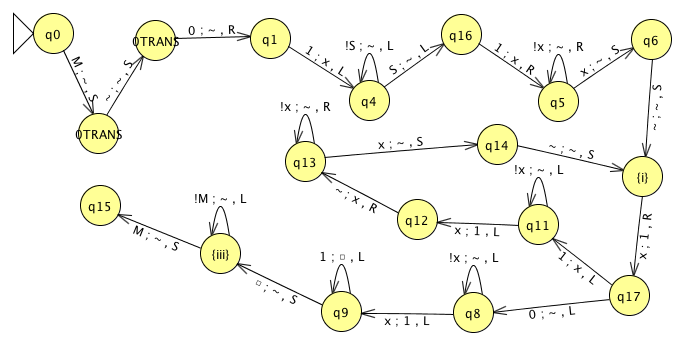 q0
0TRANS
0 ; ~ , R
q1
!S ; ~ , L
q16
!x ; ~ , R
q6
M ; ~ , S
~ ; ~ , S
1 ; x , L
S ; ~ , L
1 ; x , R
x ; ~ , S
q4
q5
0TRANS
!x ; ~ , R
q13
x ; ~ , S
q14
~ ; ~ , S
~ ; ~ , S
{i}
!x ; ~ , L
q15
!M ; ~ , L
~ ; x , R
q12
x ; 1 , L
q11
x ; 1 , R
M ; ~ , S
{iii}
1 ; □ , L
!x ; ~ , L
1 ; x , L
□ ; ~ , S
q9
x ; 1 , L
q8
0 ; ~ , L
q17